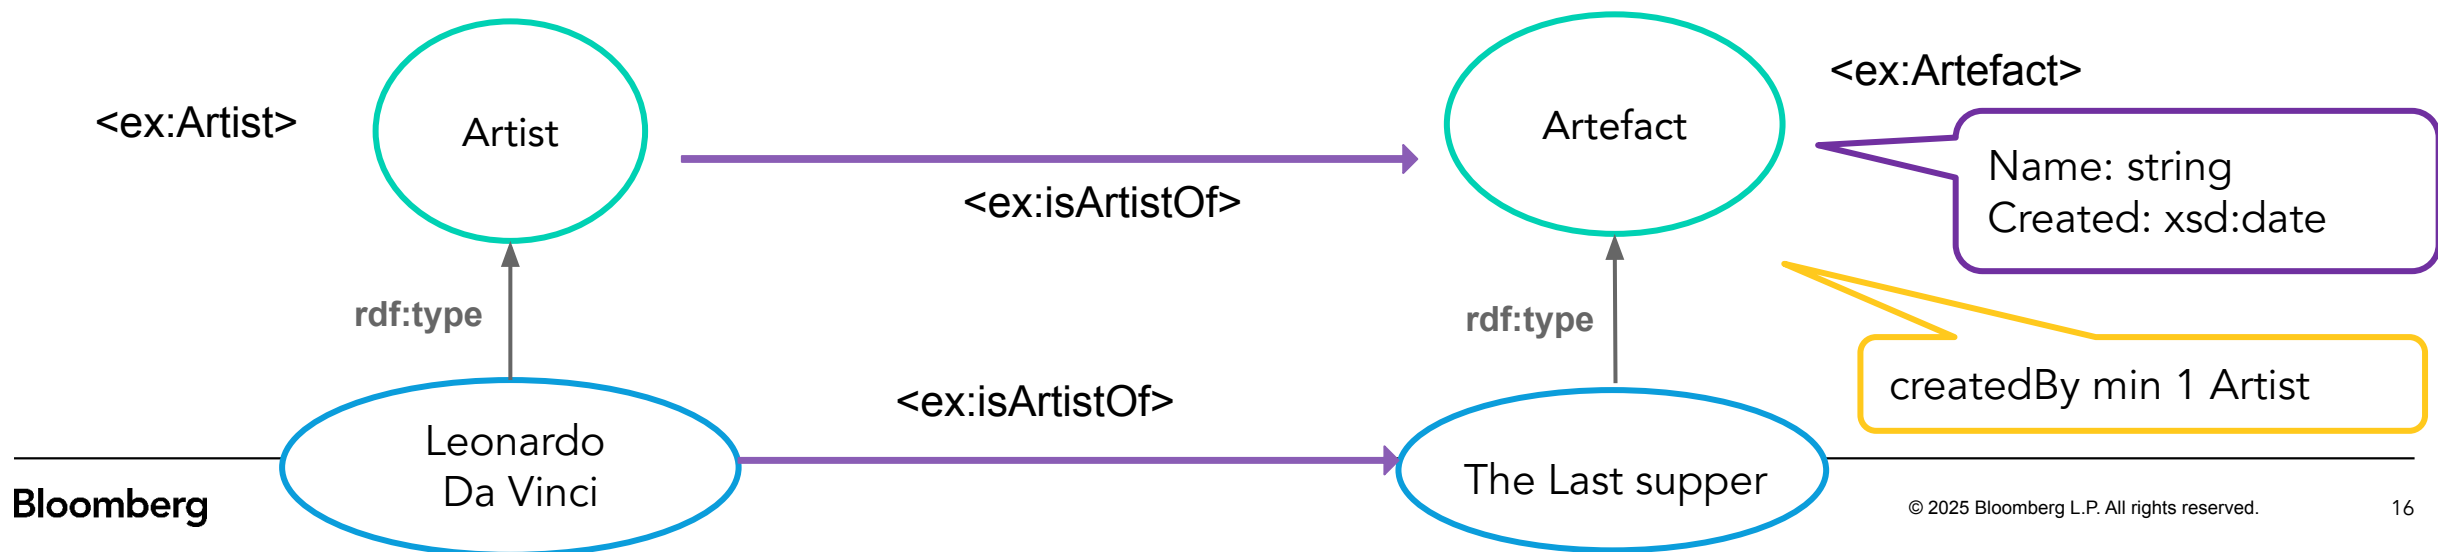 <ex:Artist>
Artist
Artefact
<ex:Artefact>
Name: string
Created: xsd:date
<ex:isArtistOf>
rdf:type
rdf:type
createdBy min 1 Artist
<ex:isArtistOf>
Leonardo
Da Vinci
The Last supper
Bloomberg
© 2025 Bloomberg L.P. All rights reserved.
16